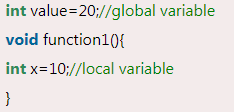 int value=20;//global variable
void function1(){
int x=10;//local variable
}